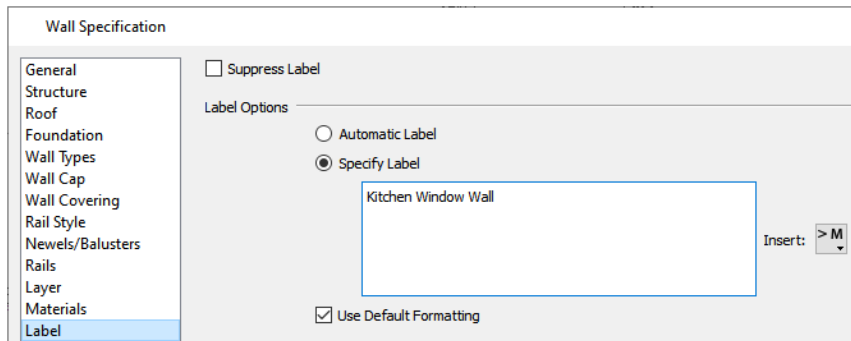 Wall Specification
General
Structure
Roof
Foundation
Wall Types
Wall Cap
Wall Covering
Rail Style
Newels/Balusters
Rails
Layer
Materials
Label
Suppress Label
Label Options
Automatic Label
Specify Label
Kitchen Window Wall
Insert: > M
Use Default Formatting